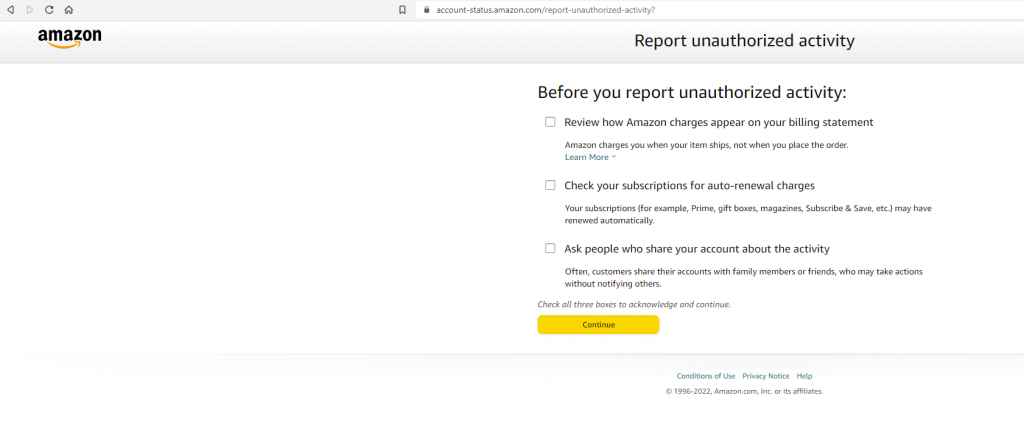 account-status.amazon.com/report-unauthorized-activity?
amazon
Report unauthorized activity
Before you report unauthorized activity:
Review how Amazon charges appear on your billing statement
Amazon charges you when your item ships, not when you place the order.
Learn More
Check your subscriptions for auto-renewal charges
Your subscriptions (for example, Prime, gift boxes, magazines, Subscribe & Save, etc.) may have
renewed automatically.
Ask people who share your account about the activity
Often, customers share their accounts with family members or friends, who may take actions
without notifying others.
Check all three boxes to acknowledge and continue.
Continue
Conditions of Use Privacy Notice Help
© 1996-2022, Amazon.com, Inc. or its affiliates.